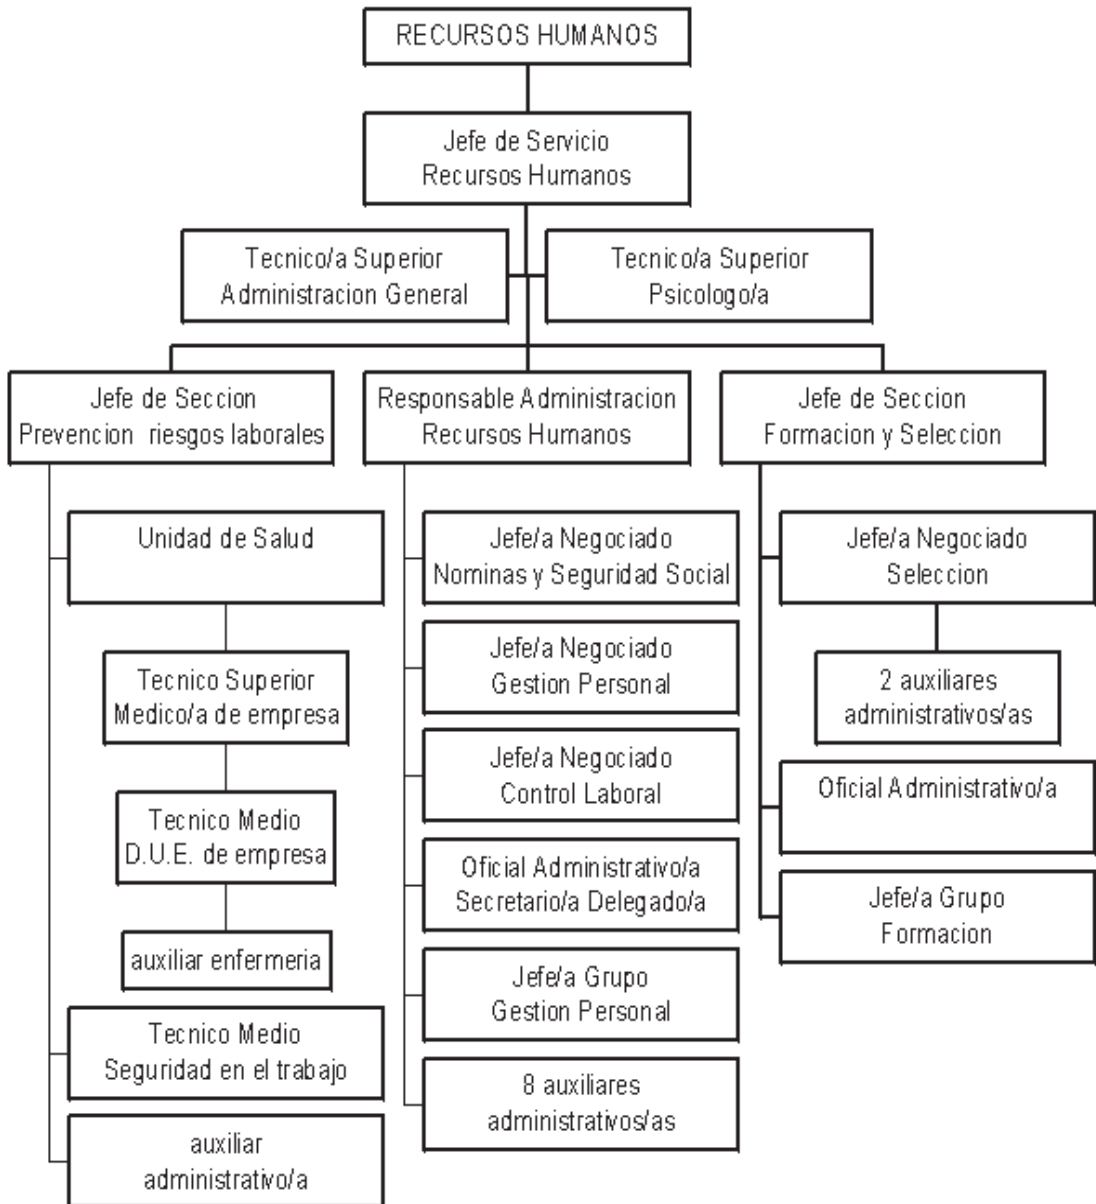 RECURSOS HUMANOS
Jefe de Servicio
Recursos Humanos
Tecnico/a Superior
Administracion General
Tecnico/a Superior
Psicologo/a
Jefe de Seccion
Prevencion riesgos laborales
Responsable Administracion
Recursos Humanos
Jefe de Seccion
Formacion y Seleccion
Unidad de Salud
Tecnico Superior
Medico/a de empresa
Tecnico Medio
D.U.E. de empresa
auxiliar enfermeria
Tecnico Medio
Seguridad en el trabajo
auxiliar
administrativo/a
Jefe/a Negociado
Nominas y Seguridad Social
Jefe/a Negociado
Gestion Personal
Jefe/a Negociado
Control Laboral
Oficial Administrativo/a
Secretario/a Delegado/a
Jefe/a Grupo
Gestion Personal
8 auxiliares
administrativos/as
Jefe/a Negociado
Seleccion
2 auxiliares
administrativos/as
Oficial Administrativo/a
Jefe/a Grupo
Formacion